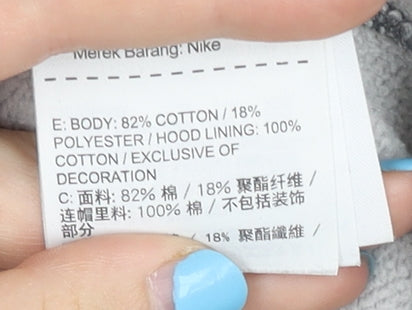 Merek Barang: Nike
E: BODY: 82% COTTON / 18%
POLYESTER / HOOD LINING: 100%
COTTON / EXCLUSIVE OF
DECORATION
C: 面料: 82% 棉 / 18% 聚酯纤维 /
连帽里料: 100% 棉 / 不包括装饰
部分
/ 18% 聚酯纖維 /